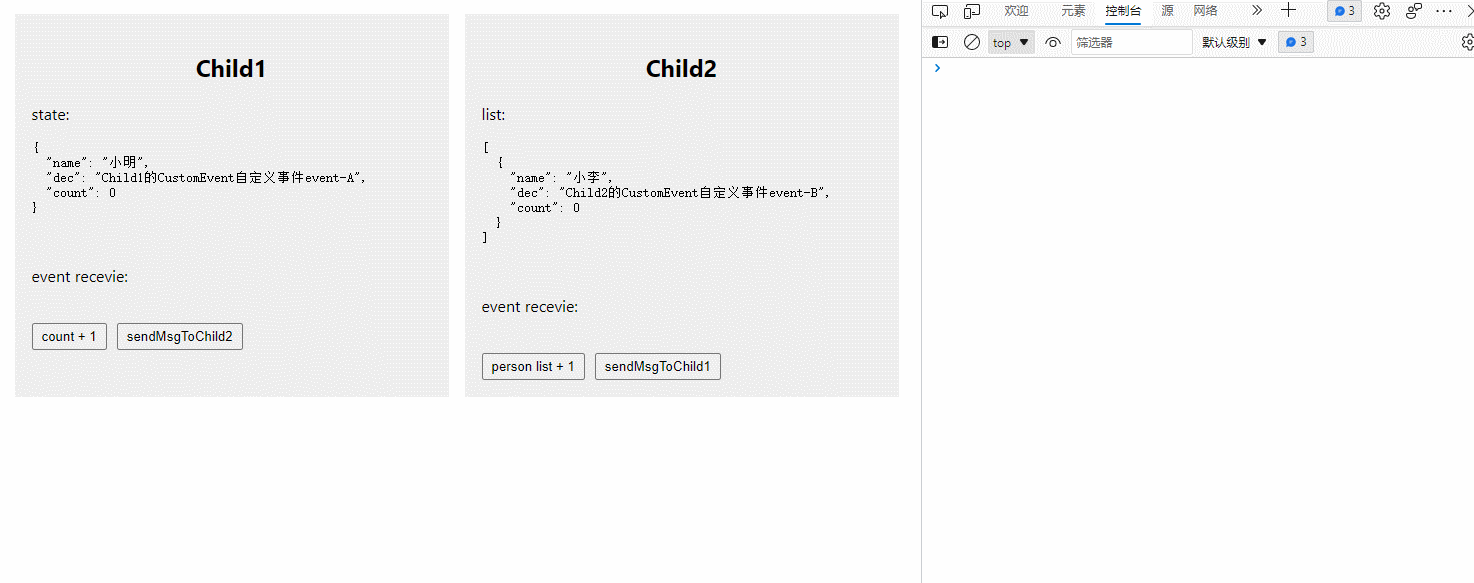 Child1
state:
{
  "name": "小明",
  "dec": "Child1的CustomEvent自定义事件event-A",
  "count": 0
}
event recevie:
count + 1 sendMsgToChild2
Child2
list:
[
  {
    "name": "小李",
    "dec": "Child2的CustomEvent自定义事件event-B",
    "count": 0
  }
]
event recevie:
person list + 1 sendMsgToChild1
欢迎 元素 控制台 源 网络 3
top 筛选器 默认级别 3